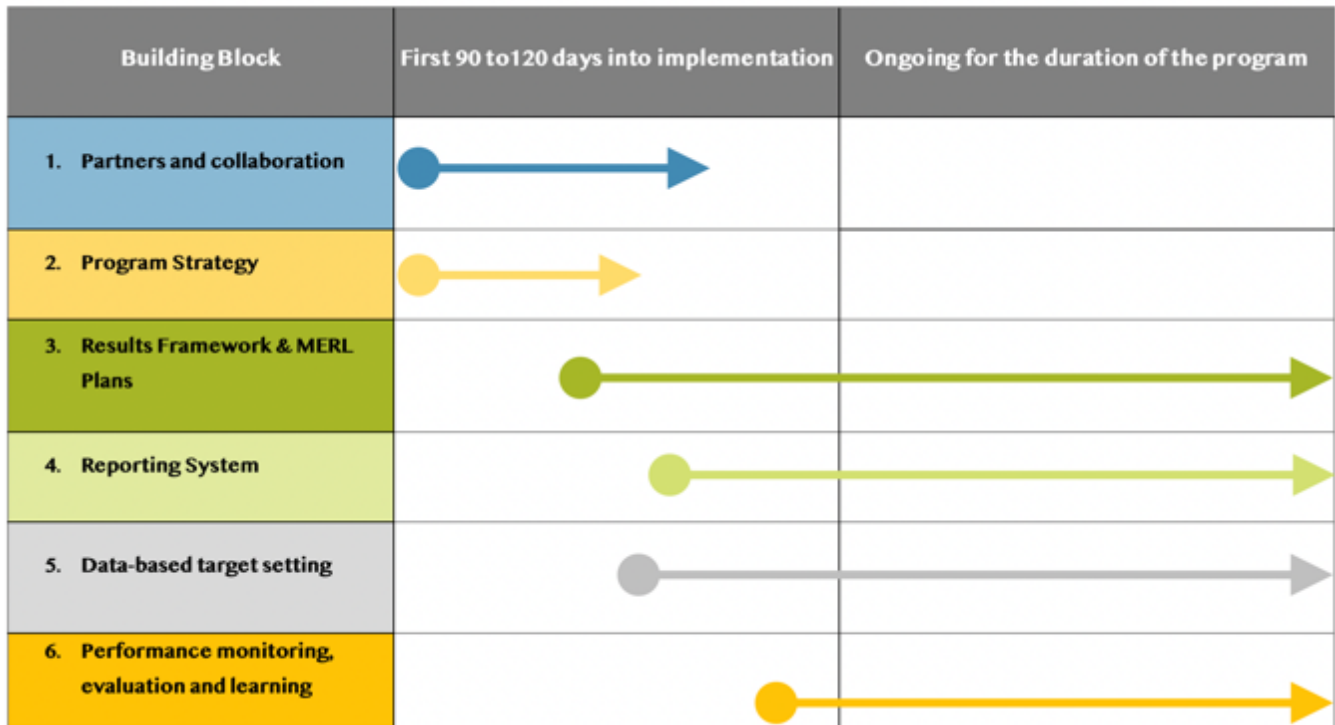 Building Block
First 90 to120 days into implementation
Ongoing for the duration of the program
1. Partners and collaboration
2. Program Strategy
3. Results Framework & MERL
Plans
4. Reporting System
5. Data-based target setting
6. Performance monitoring,
evaluation and learning